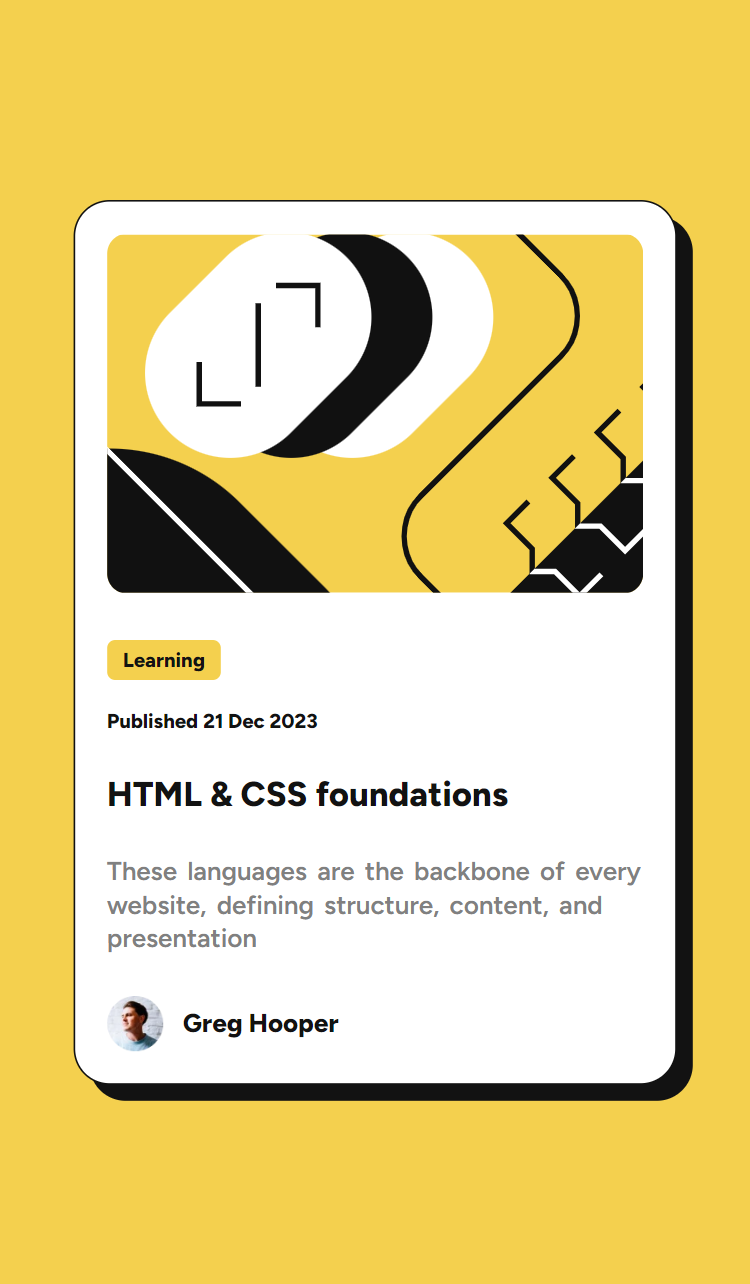 Learning
Published 21 Dec 2023
HTML & CSS foundations
These languages are the backbone of every
website, defining structure, content, and
presentation
Greg Hooper